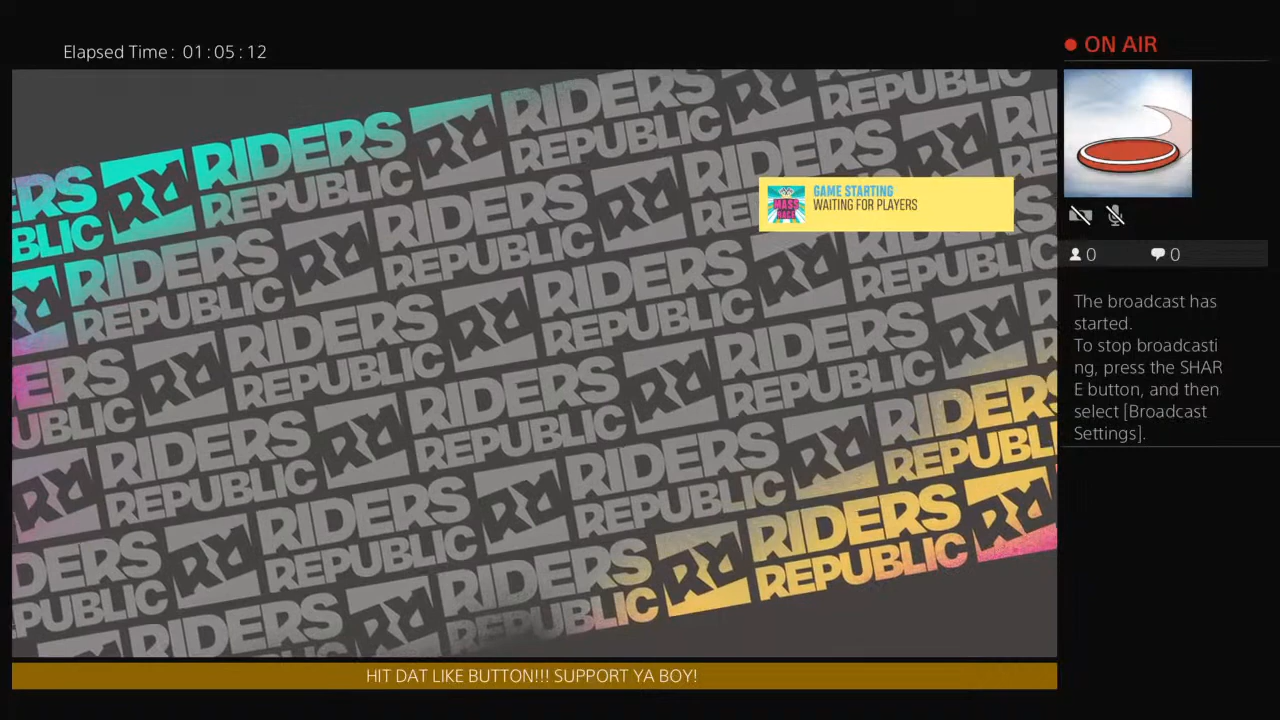 Elapsed Time: 01:05:12
ON AIR
RIDERS
REPUBLIC
GAME STARTING
WAITING FOR PLAYERS
MASS
RACE
0
0
The broadcast has
started.
To stop broadcasti
ng, press the SHAR
E button, and then
select [Broadcast
Settings].
HIT DAT LIKE BUTTON!!! SUPPORT YA BOY!